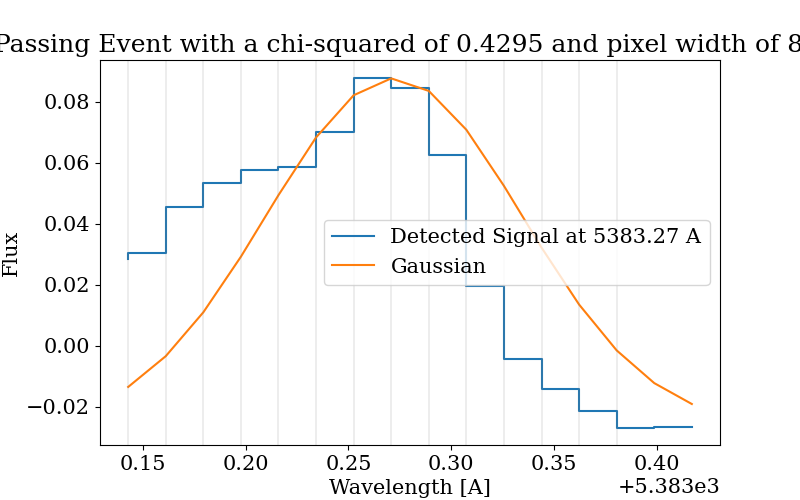 Passing Event with a chi-squared of 0.4295 and pixel width of 8
Flux
0.08
0.06
0.04
0.02
0.00
−0.02
Detected Signal at 5383.27 A
Gaussian
0.15 0.20 0.25 0.30 0.35 0.40
Wavelength [A]
+5.383e3